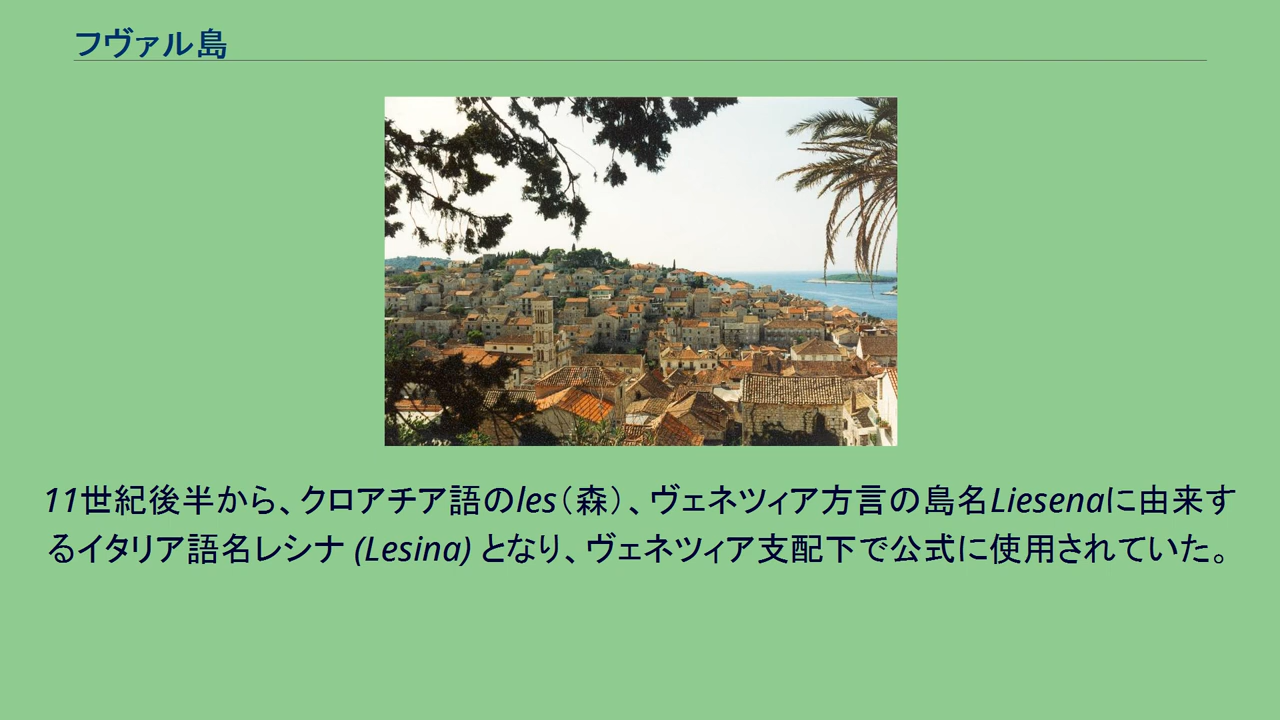 フヴァル島
11世紀後半から、クロアチア語のles（森）、ヴェネツィア方言の島名Liesenaに由来す
るイタリア語名レシナ (Lesina) となり、ヴェネツィア支配下で公式に使用されていた。